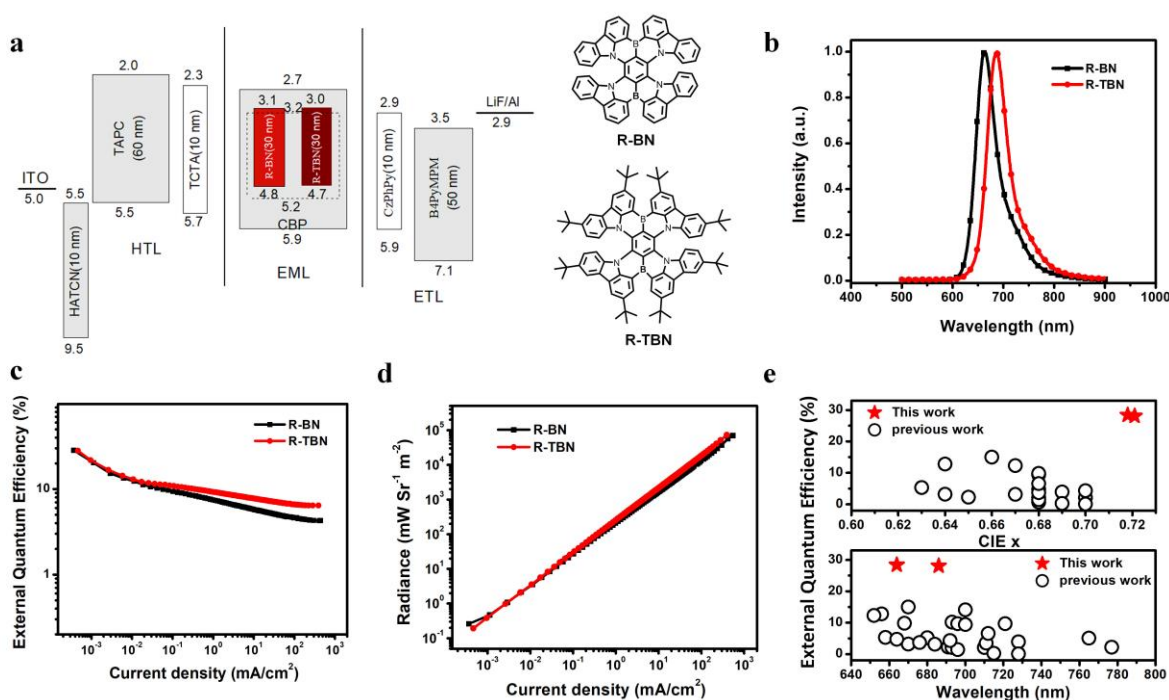 a
ITO
5.0
5.5
HATCN(10 nm)
9.5
2.0
TAPC
(60 nm)
5.5
HTL
2.3
TCTA(10 nm)
5.7
2.7
3.1
3.2
3.0
R-BN(30 nm)
R-TBN(30 nm)
4.8
4.7
5.2
CBP
5.9
EML
2.9
CzPhPy(10 nm)
5.9
3.5
B4PyMPM
(50 nm)
7.1
ETL
LiF/Al
2.9
B
N
N
N
N
B
R-BN
B
N
N
N
N
B
R-TBN
b
R-BN
R-TBN
Intensity (a.u.)
1.0
0.8
0.6
0.4
0.2
0.0
400 500 600 700 800 900 1000
Wavelength (nm)
c
R-BN
R-TBN
External Quantum Efficiency (%)
10
1
10-3 10-2 10-1 100 101 102 103
Current density (mA/cm2)
d
R-BN
R-TBN
Radiance (mW Sr-1 m-2)
105
104
103
102
101
100
10-1
10-3 10-2 10-1 100 101 102 103
Current density (mA/cm2)
e
This work
previous work
External Quantum Efficiency (%)
30
20
10
0
0.60 0.62 0.64 0.66 0.68 0.70 0.72
CIE x
This work
previous work
30
20
10
0
640 660 680 700 720 740 760 780 800
Wavelength (nm)